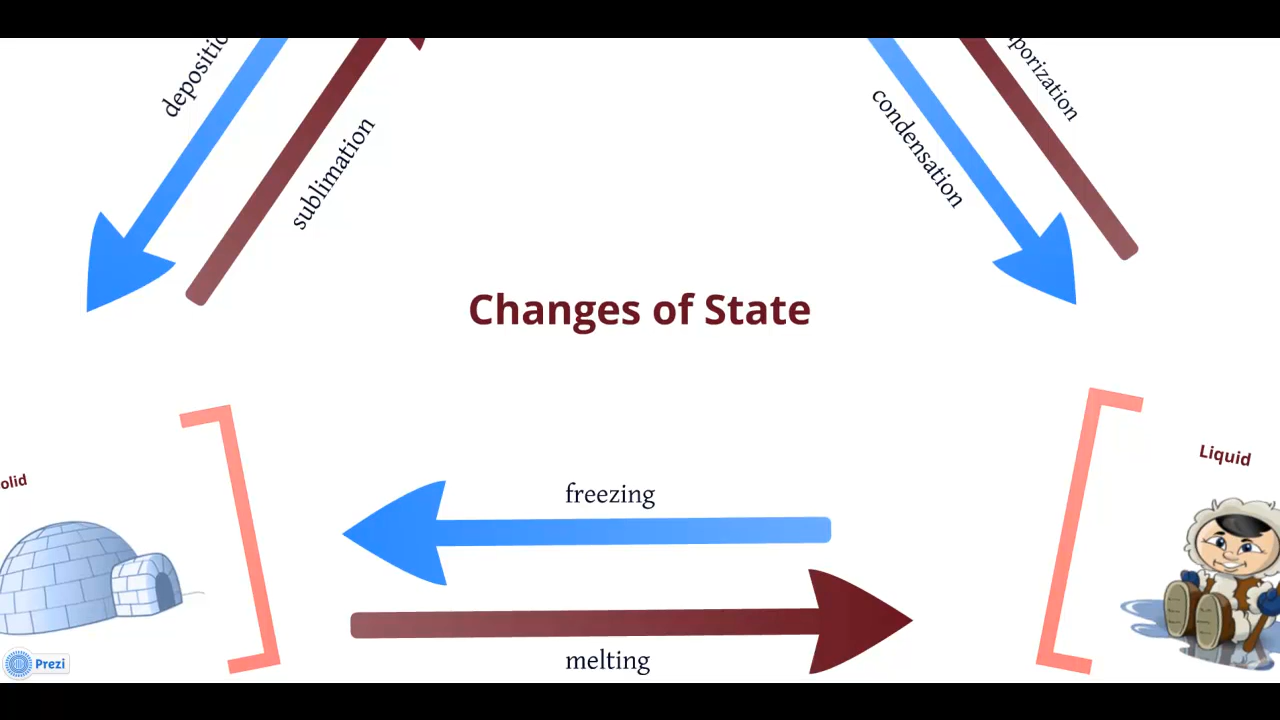 depositio
sublimation
condensation
porization
Changes of State
olid
Liquid
freezing
melting
Prezi